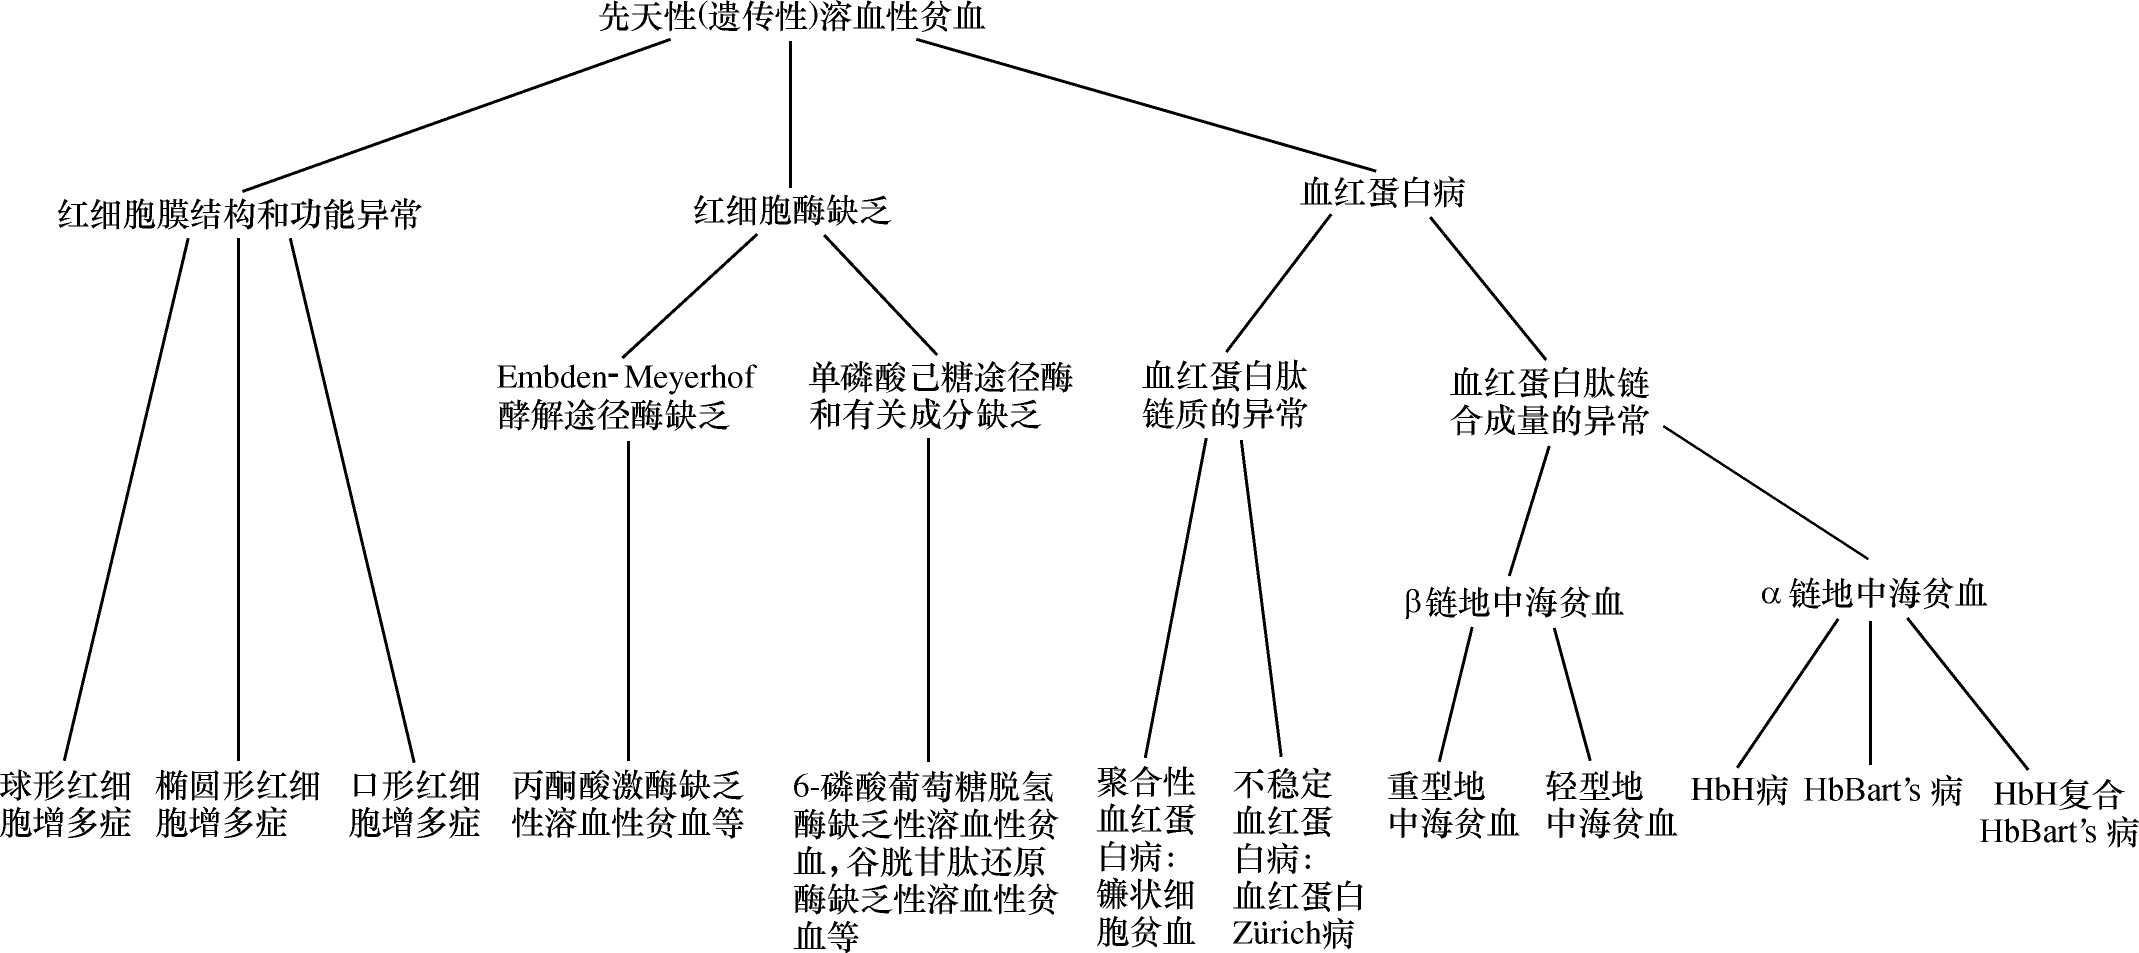 先天性(遗传性)溶血性贫血
红细胞膜结构和功能异常
红细胞酶缺乏
血红蛋白病
Embden-Meyerhof
酵解途径酶缺乏
单磷酸己糖途径酶
和有关成分缺乏
血红蛋白肽
链质的异常
血红蛋白肽链
合成量的异常
β链地中海贫血
α链地中海贫血
球形红细
胞增多症
椭圆形红细
胞增多症
口形红细
胞增多症
丙酮酸激酶缺乏
性溶血性贫血等
6-磷酸葡萄糖脱氢
酶缺乏性溶血性贫
血,谷胱甘肽还原
酶缺乏性溶血性贫
血等
聚合性
血红蛋
白病:
镰状细
胞贫血
不稳定
血红蛋
白病:
血红蛋白
Zürich病
重型地
中海贫血
轻型地
中海贫血
HbH病
HbBart's 病
HbH复合
HbBart's 病